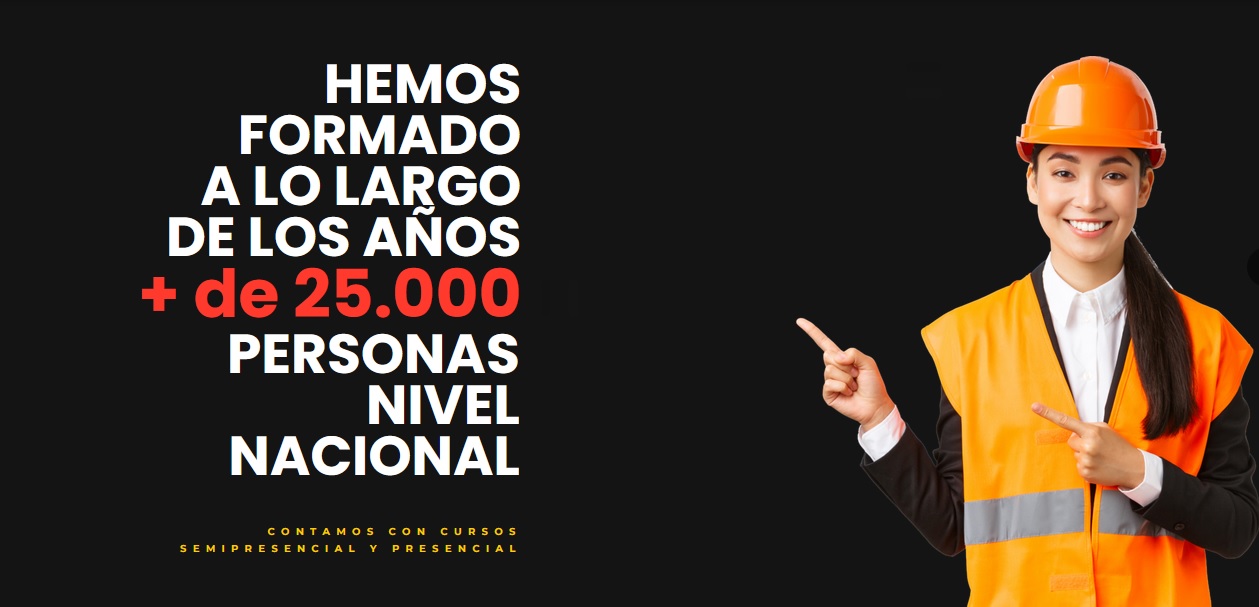 HEMOS
FORMADO
A LO LARGO
DE LOS AÑOS
+ de 25.000
PERSONAS
NIVEL
NACIONAL
CONTAMOS CON CURSOS
SEMIPRESENCIAL Y PRESENCIAL